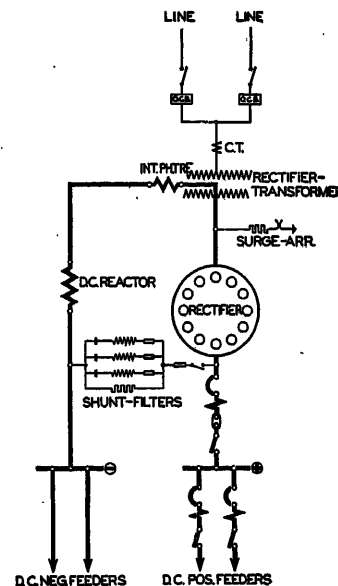 LINE LINE
O.C.B. O.C.B.
C.T.
INT.PH.TRF.
RECTIFIER-
TRANSFORMER
SURGE-ARR.
D.C. REACTOR
RECTIFIER
SHUNT-FILTERS
D.C. NEG. FEEDERS D.C. POS. FEEDERS